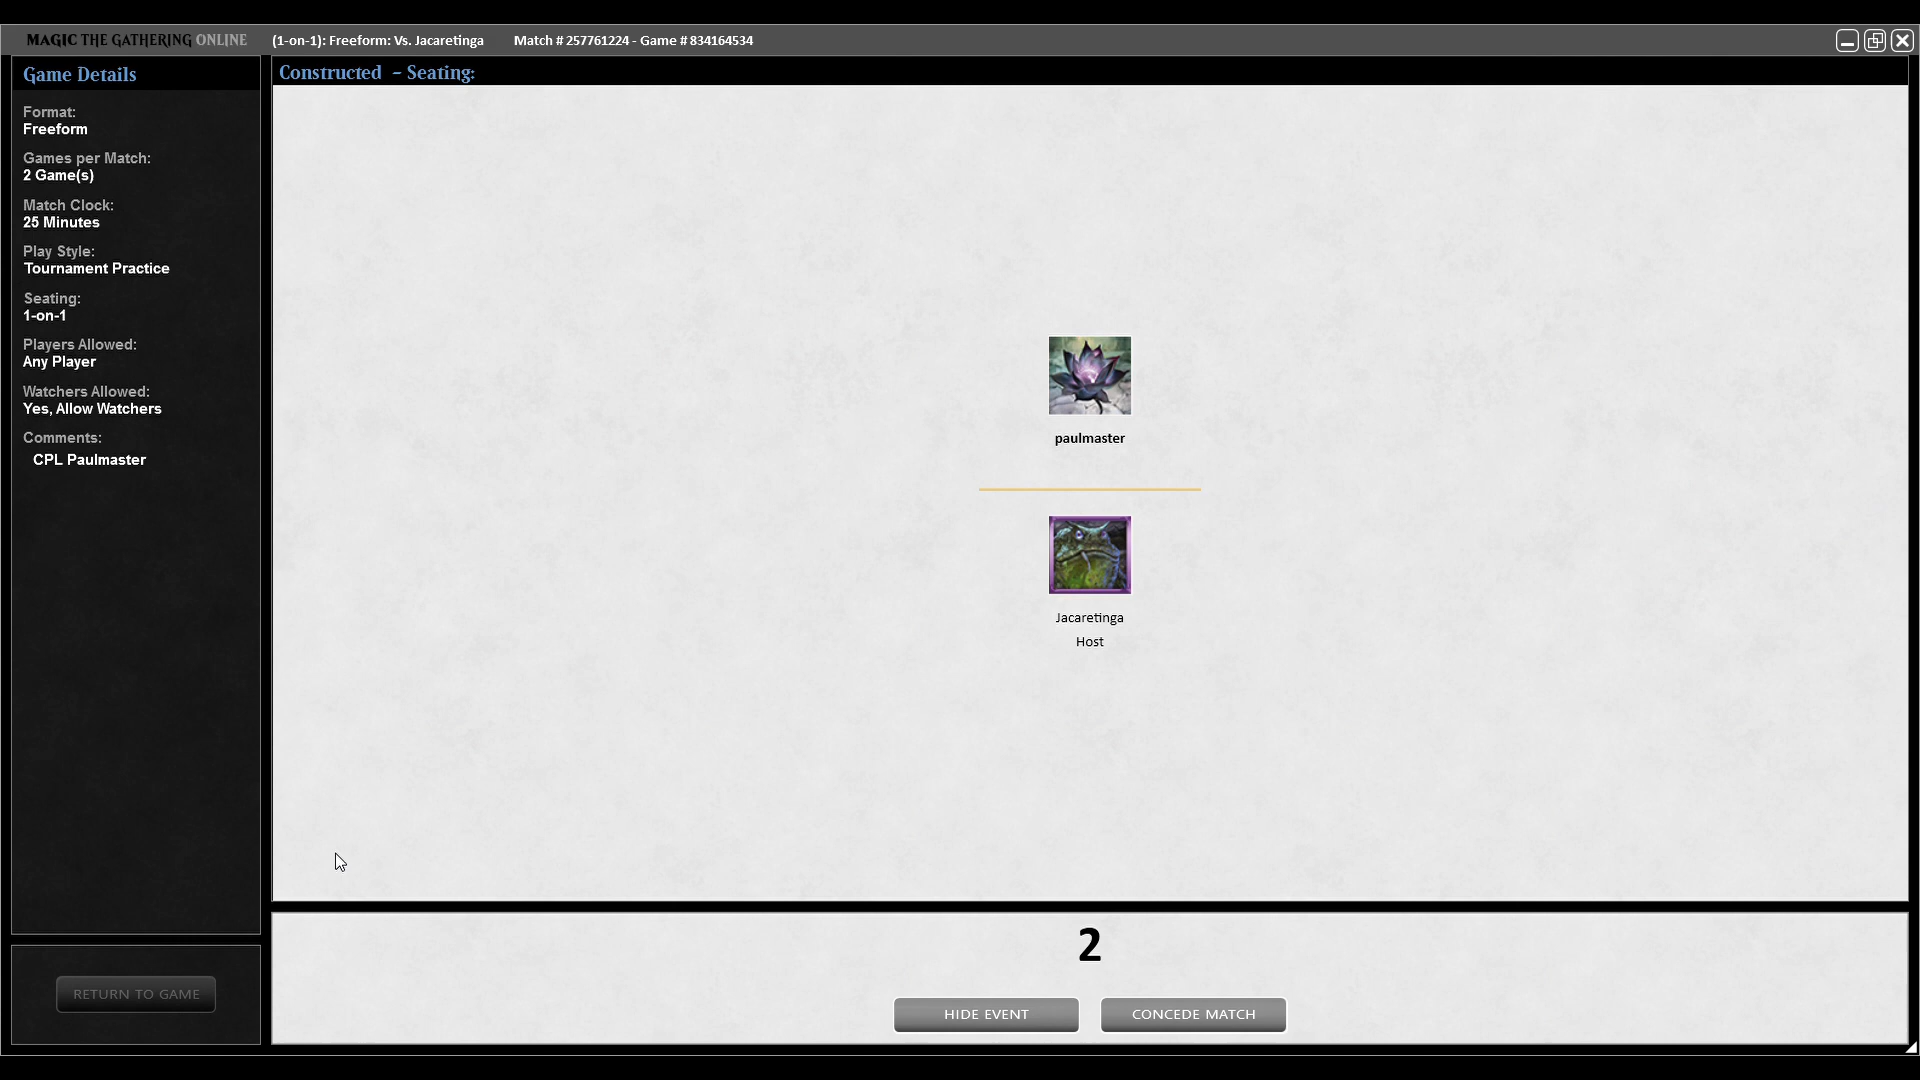 MAGIC THE GATHERING ONLINE
(1-on-1): Freeform: Vs. Jacaretinga
Match # 257761224 - Game # 834164534
Game Details
Format:
Freeform
Games per Match:
2 Game(s)
Match Clock:
25 Minutes
Play Style:
Tournament Practice
Seating:
1-on-1
Players Allowed:
Any Player
Watchers Allowed:
Yes, Allow Watchers
Comments:
CPL Paulmaster
RETURN TO GAME
Constructed – Seating:
paulmaster
Jacaretinga
Host
2
HIDE EVENT
CONCEDE MATCH